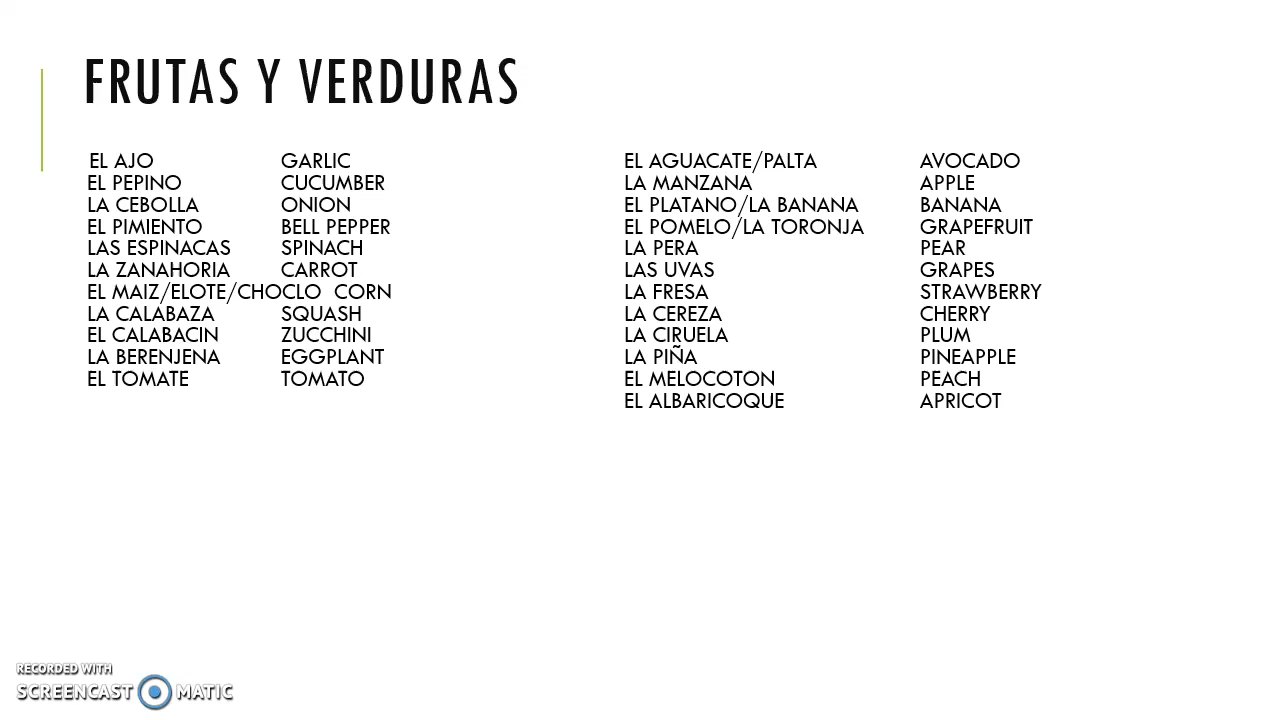 FRUTAS Y VERDURAS
EL AJO GARLIC
EL PEPINO CUCUMBER
LA CEBOLLA ONION
EL PIMIENTO BELL PEPPER
LAS ESPINACAS SPINACH
LA ZANAHORIA CARROT
EL MAIZ/ELOTE/CHOCLO CORN
LA CALABAZA SQUASH
EL CALABACIN ZUCCHINI
LA BERENJENA EGGPLANT
EL TOMATE TOMATO
EL AGUACATE/PALTA AVOCADO
LA MANZANA APPLE
EL PLATANO/LA BANANA BANANA
EL POMELO/LA TORONJA GRAPEFRUIT
LA PERA PEAR
LAS UVAS GRAPES
LA FRESA STRAWBERRY
LA CEREZA CHERRY
LA CIRUELA PLUM
LA PIÑA PINEAPPLE
EL MELOCOTON PEACH
EL ALBARICOQUE APRICOT
RECORDED WITH
SCREENCAST MATIC